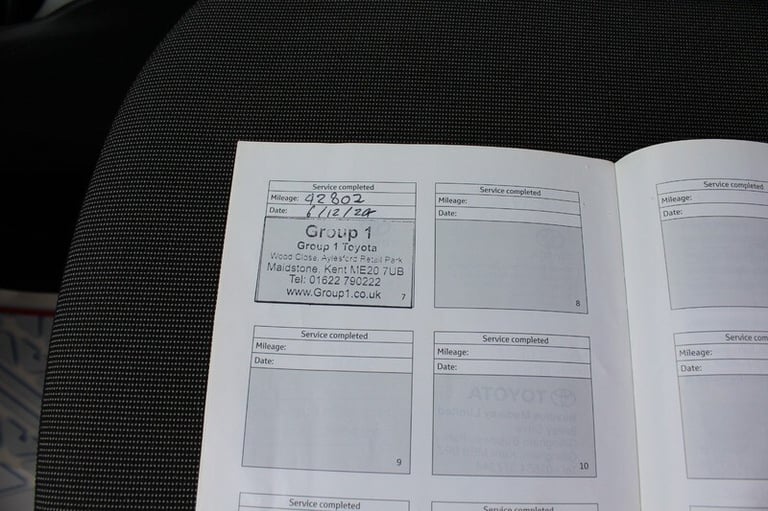 Service completed
Mileage: 42802
Date: 6/12/24
Group 1
Group 1 Toyota
Wood Close, Aylesford Retail Park
Maidstone, Kent ME20 7UB
Tel: 01622 790222
www.Group1.co.uk
7
Service completed
Mileage:
Date:
8
Service completed
Mileage:
Date:
Service completed
Mileage:
Date:
9
Service completed
Mileage:
Date:
10
Service com
Mileage:
Date:
Service completed
Service completed